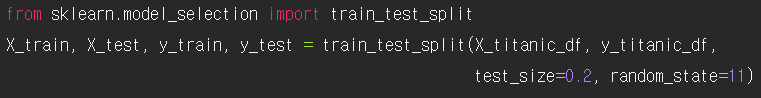 from sklearn.model_selection import train_test_split
X_train, X_test, y_train, y_test = train_test_split(X_titanic_df, y_titanic_df,
test_size=0.2, random_state=11)